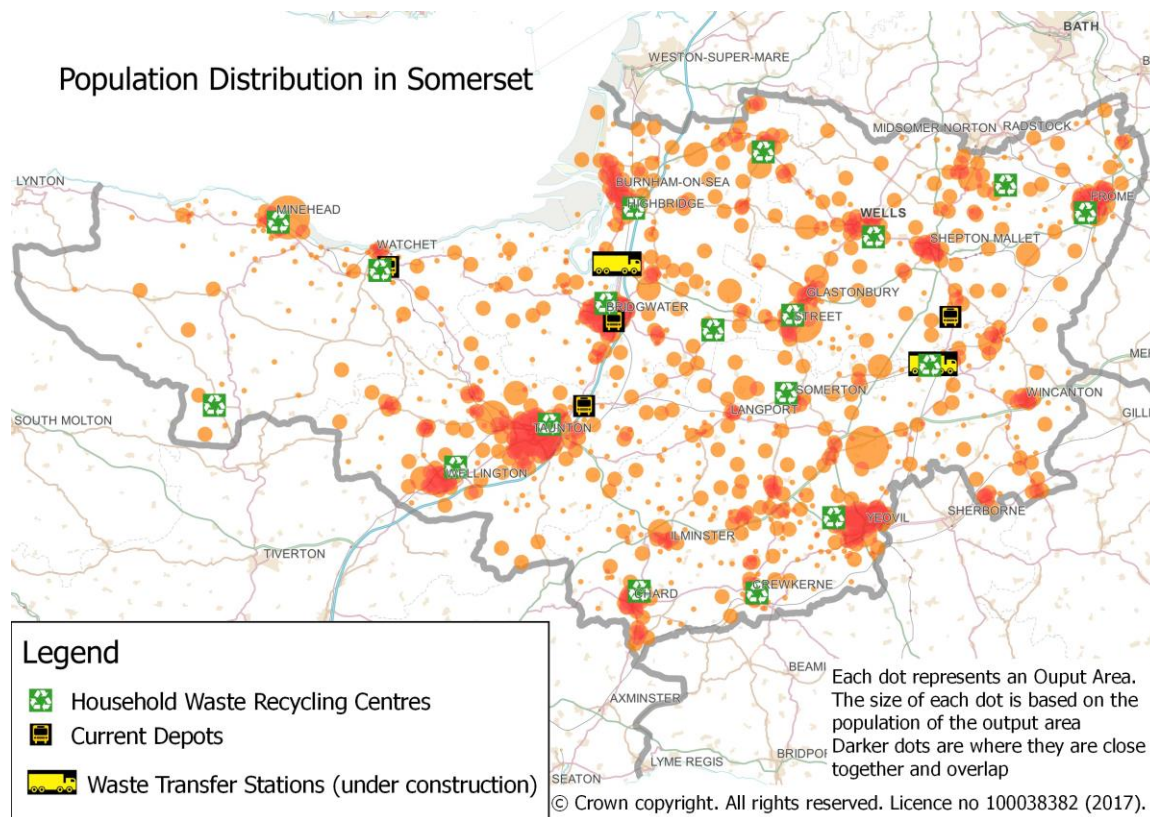 Population Distribution in Somerset
BATH
WESTON-SUPER-MARE
MIDSOMER NORTON
RADSTOCK
LYNTON
BURNHAM-ON-SEA
FROME
MINEHEAD
HIGHBRIDGE
WELLS
WATCHET
SHEPTON MALLET
GLASTONBURY
BRIDGWATER
STREET
SOMERTON
WINCANTON
LANGPORT
SOUTH MOLTON
TAUNTON
GILL
WELLINGTON
YEOVIL
SHERBORNE
ILMINSTER
TIVERTON
CHARD
CREWKERNE
BEAMI
AXMINSTER
BRIDPOR
LYME REGIS
SEATON
Legend
Household Waste Recycling Centres
Current Depots
Waste Transfer Stations (under construction)
Each dot represents an Ouput Area.
The size of each dot is based on the
population of the output area
Darker dots are where they are close
together and overlap
© Crown copyright. All rights reserved. Licence no 100038382 (2017).